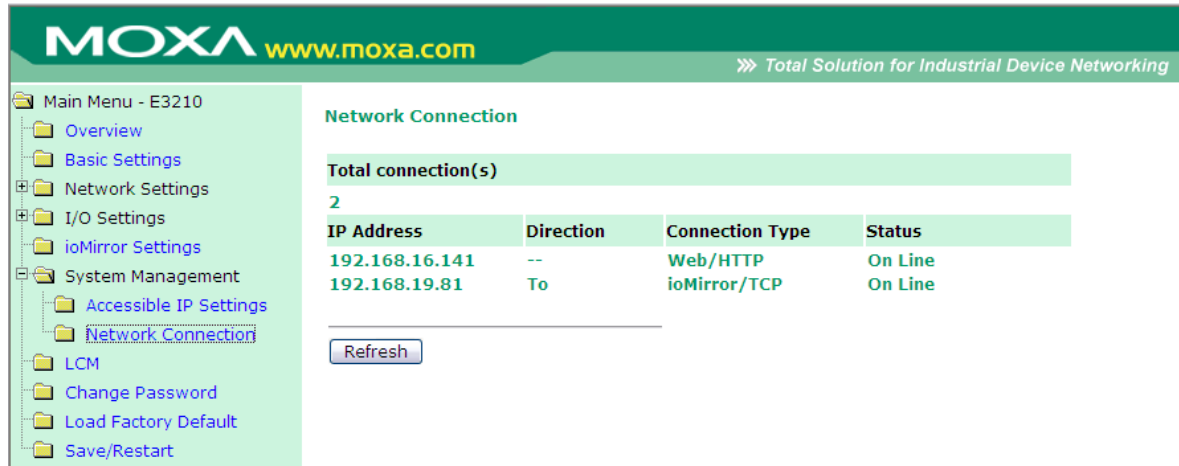 MOXA www.moxa.com
Total Solution for Industrial Device Networking
Main Menu - E3210
Overview
Basic Settings
Network Settings
I/O Settings
ioMirror Settings
System Management
Accessible IP Settings
Network Connection
LCM
Change Password
Load Factory Default
Save/Restart
Network Connection
Total connection(s)
2
IP Address Direction Connection Type Status
192.168.16.141 -- Web/HTTP On Line
192.168.19.81 To ioMirror/TCP On Line
Refresh